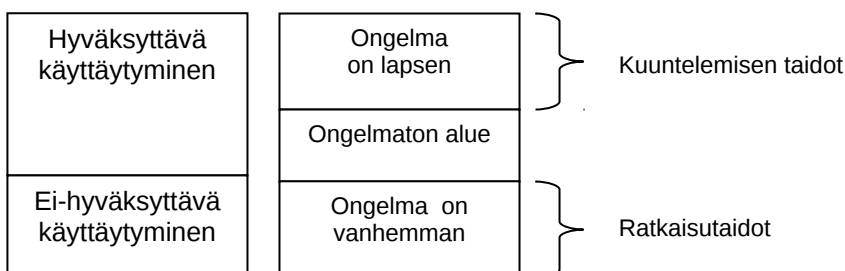 Hyväksyttävä
käyttäytyminen
Ongelma
on lapsen
Kuuntelemisen taidot
Ongelmaton alue
Ei-hyväksyttävä
käyttäytyminen
Ongelma on
vanhemman
Ratkaisutaidot